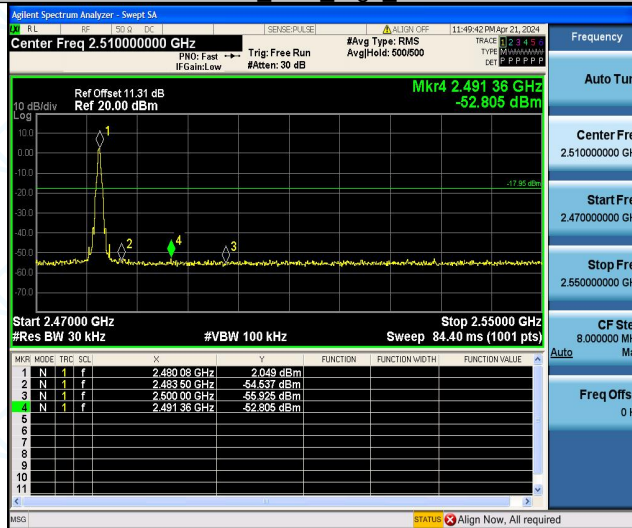 Agilent Spectrum Analyzer - Swept SA
LXI RL RF 50 Ω DC SENSE:PULSE ALIGN OFF 11:49:42 PM Apr 21, 2024
Center Freq 2.510000000 GHz #Avg Type: RMS TRACE 1 2 3 4 5 6
PNO: Fast Trig: Free Run Avg|Hold: 500/500 TYPE M
IFGain:Low #Atten: 30 dB DET P P P P P P
Mkr4 2.491 36 GHz
Ref Offset 11.31 dB
10 dB/div Ref 20.00 dBm -52.805 dBm
Log
10.0
0.00
-10.0
-17.95 dBm
-20.0
-30.0
-40.0
-50.0
-60.0
-70.0
1
2
4
3
Start 2.47000 GHz Stop 2.55000 GHz
#Res BW 30 kHz #VBW 100 kHz Sweep 84.40 ms (1001 pts)
MKR MODE TRC SCL X Y FUNCTION FUNCTION WIDTH FUNCTION VALUE
1 N 1 f 2.480 08 GHz 2.049 dBm
2 N 1 f 2.483 50 GHz -54.537 dBm
3 N 1 f 2.500 00 GHz -55.925 dBm
4 N 1 f 2.491 36 GHz -52.805 dBm
5
6
7
8
9
10
11
MSG STATUS Align Now, All required
Frequency
Auto Tun
Center Fre
2.510000000 GH
Start Fre
2.470000000 GH
Stop Fre
2.550000000 GH
CF Ste
8.000000 MH
Auto Ma
Freq Offs
0 H